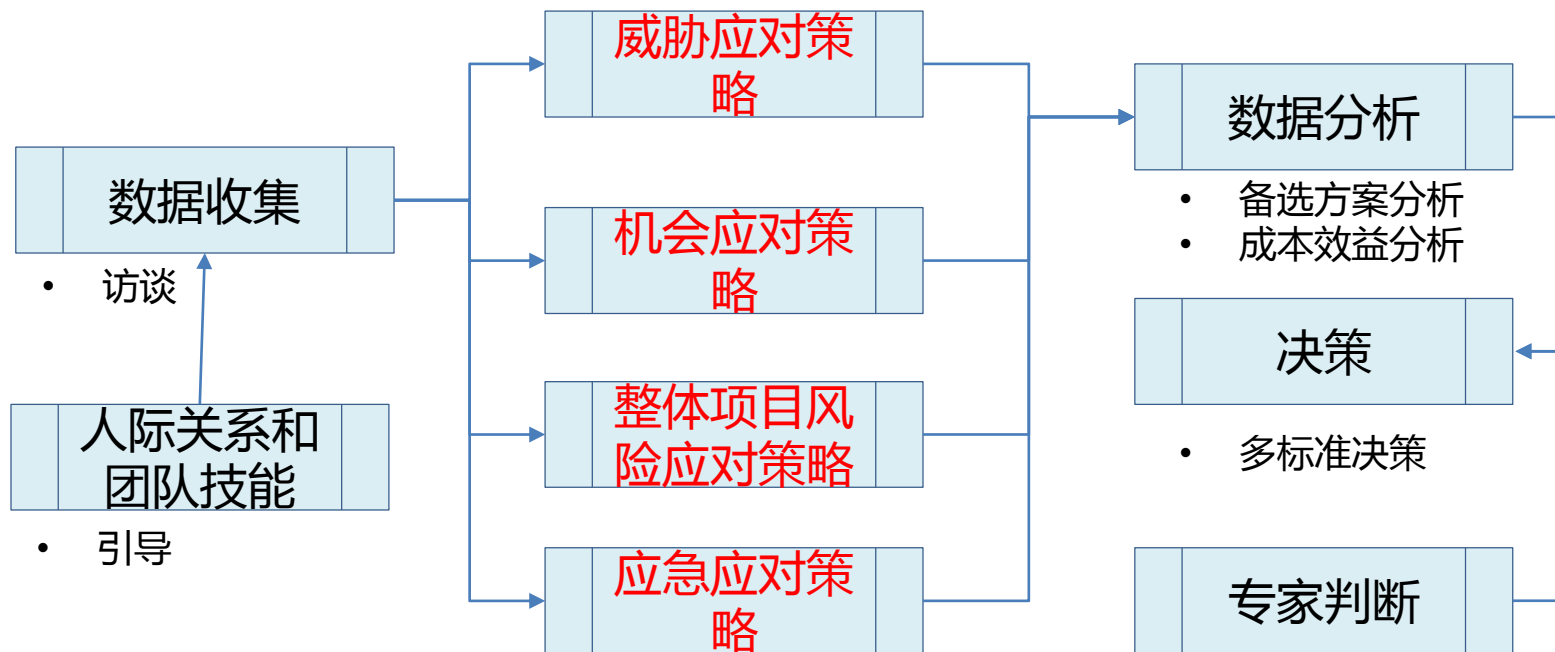 数据收集
• 访谈
人际关系和
团队技能
• 引导
威胁应对策
略
机会应对策
略
整体项目风
险应对策略
应急应对策
略
数据分析
• 备选方案分析
• 成本效益分析
决策
• 多标准决策
专家判断